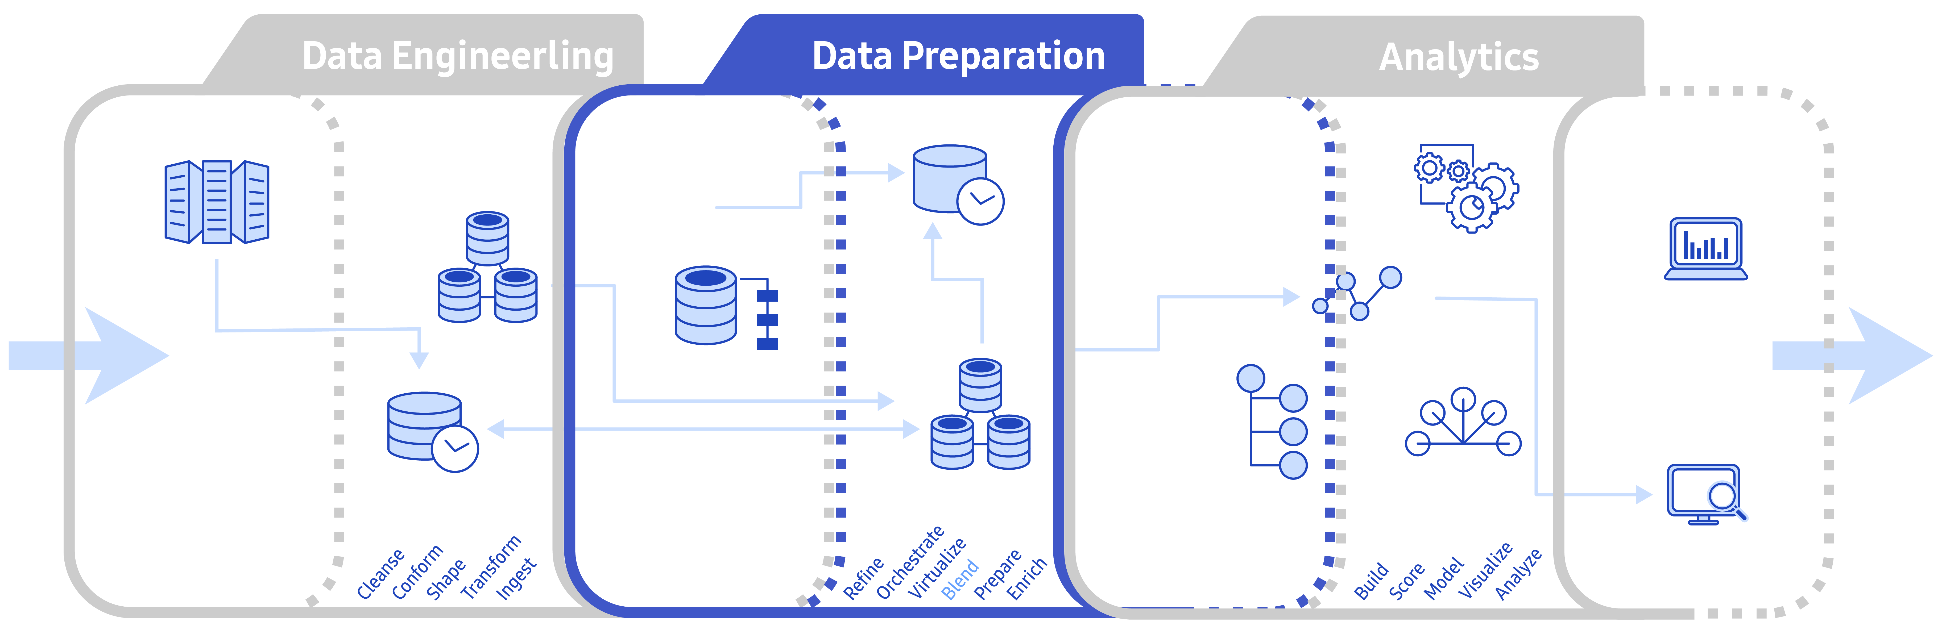 Data Engineerling
Data Preparation
Analytics
Cleanse
Conform
Shape
Transform
Ingest
Refine
Orchestrate
Virtualize
Blend
Prepare
Enrich
Build
Score
Model
Visualize
Analyze